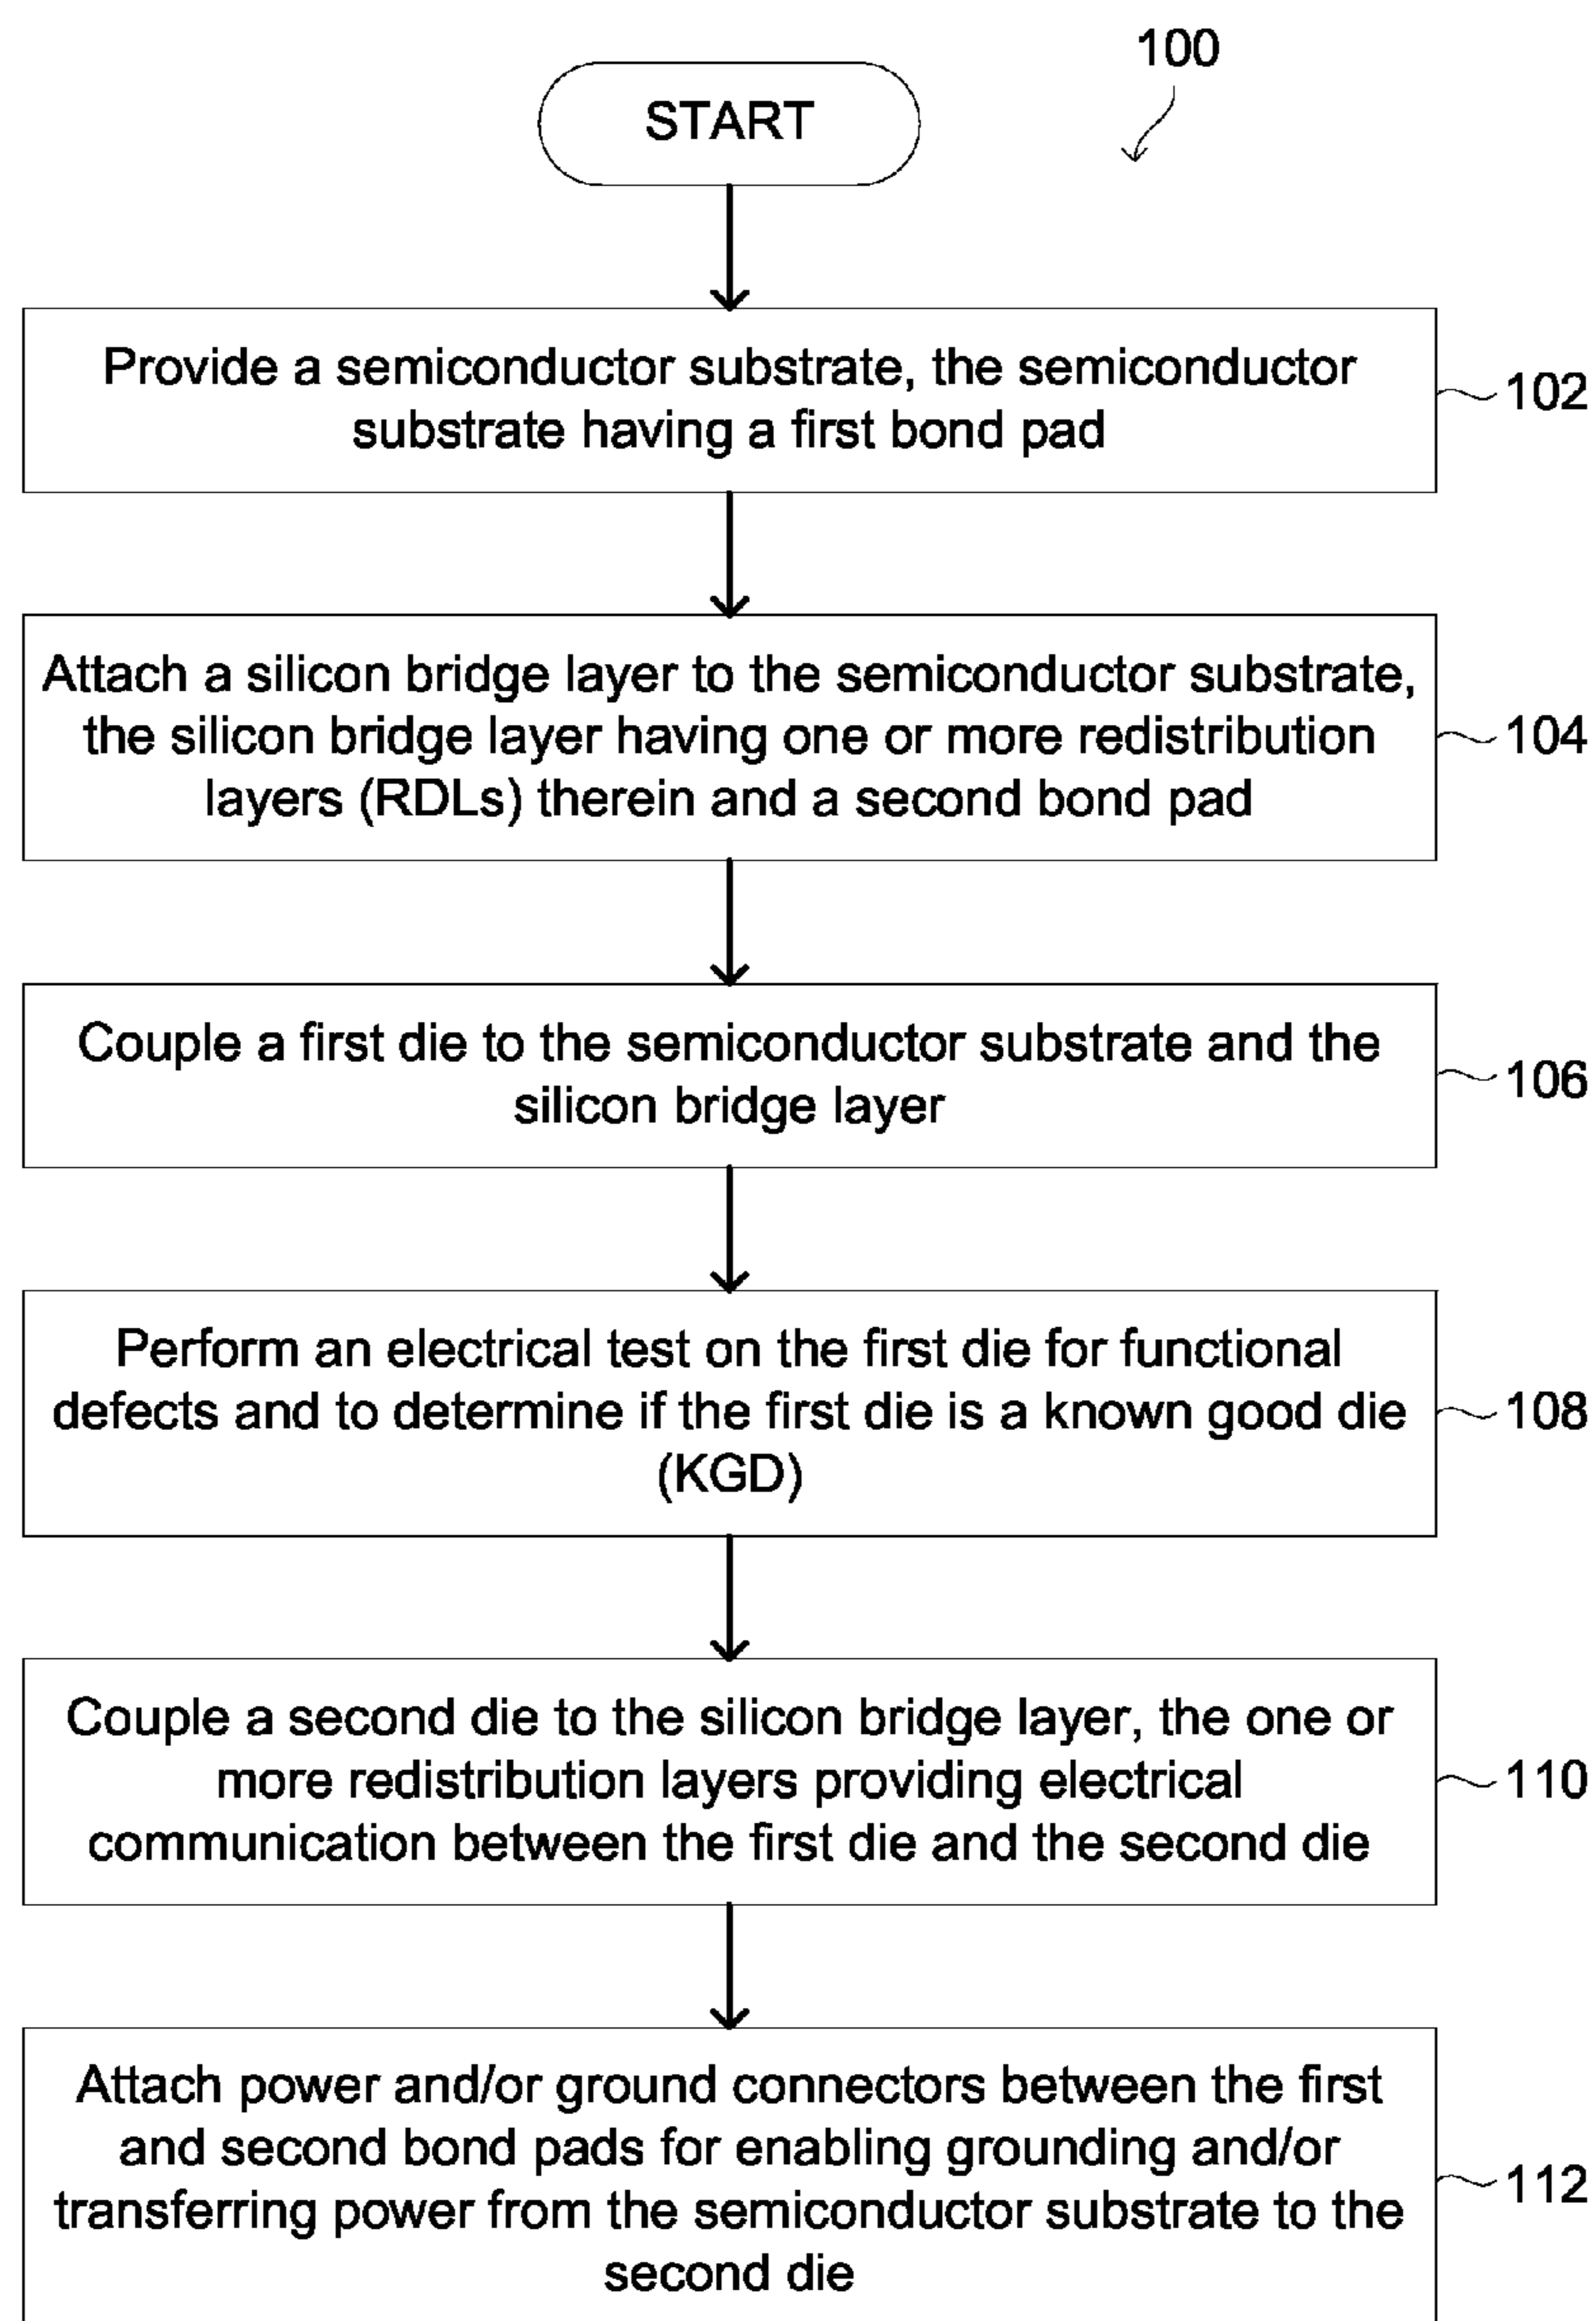 100
START
Provide a semiconductor substrate, the semiconductor
substrate having a first bond pad
102
Attach a silicon bridge layer to the semiconductor substrate,
the silicon bridge layer having one or more redistribution
layers (RDLs) therein and a second bond pad
104
Couple a first die to the semiconductor substrate and the
silicon bridge layer
106
Perform an electrical test on the first die for functional
defects and to determine if the first die is a known good die
(KGD)
108
Couple a second die to the silicon bridge layer, the one or
more redistribution layers providing electrical
communication between the first die and the second die
110
Attach power and/or ground connectors between the first
and second bond pads for enabling grounding and/or
transferring power from the semiconductor substrate to the
second die
112